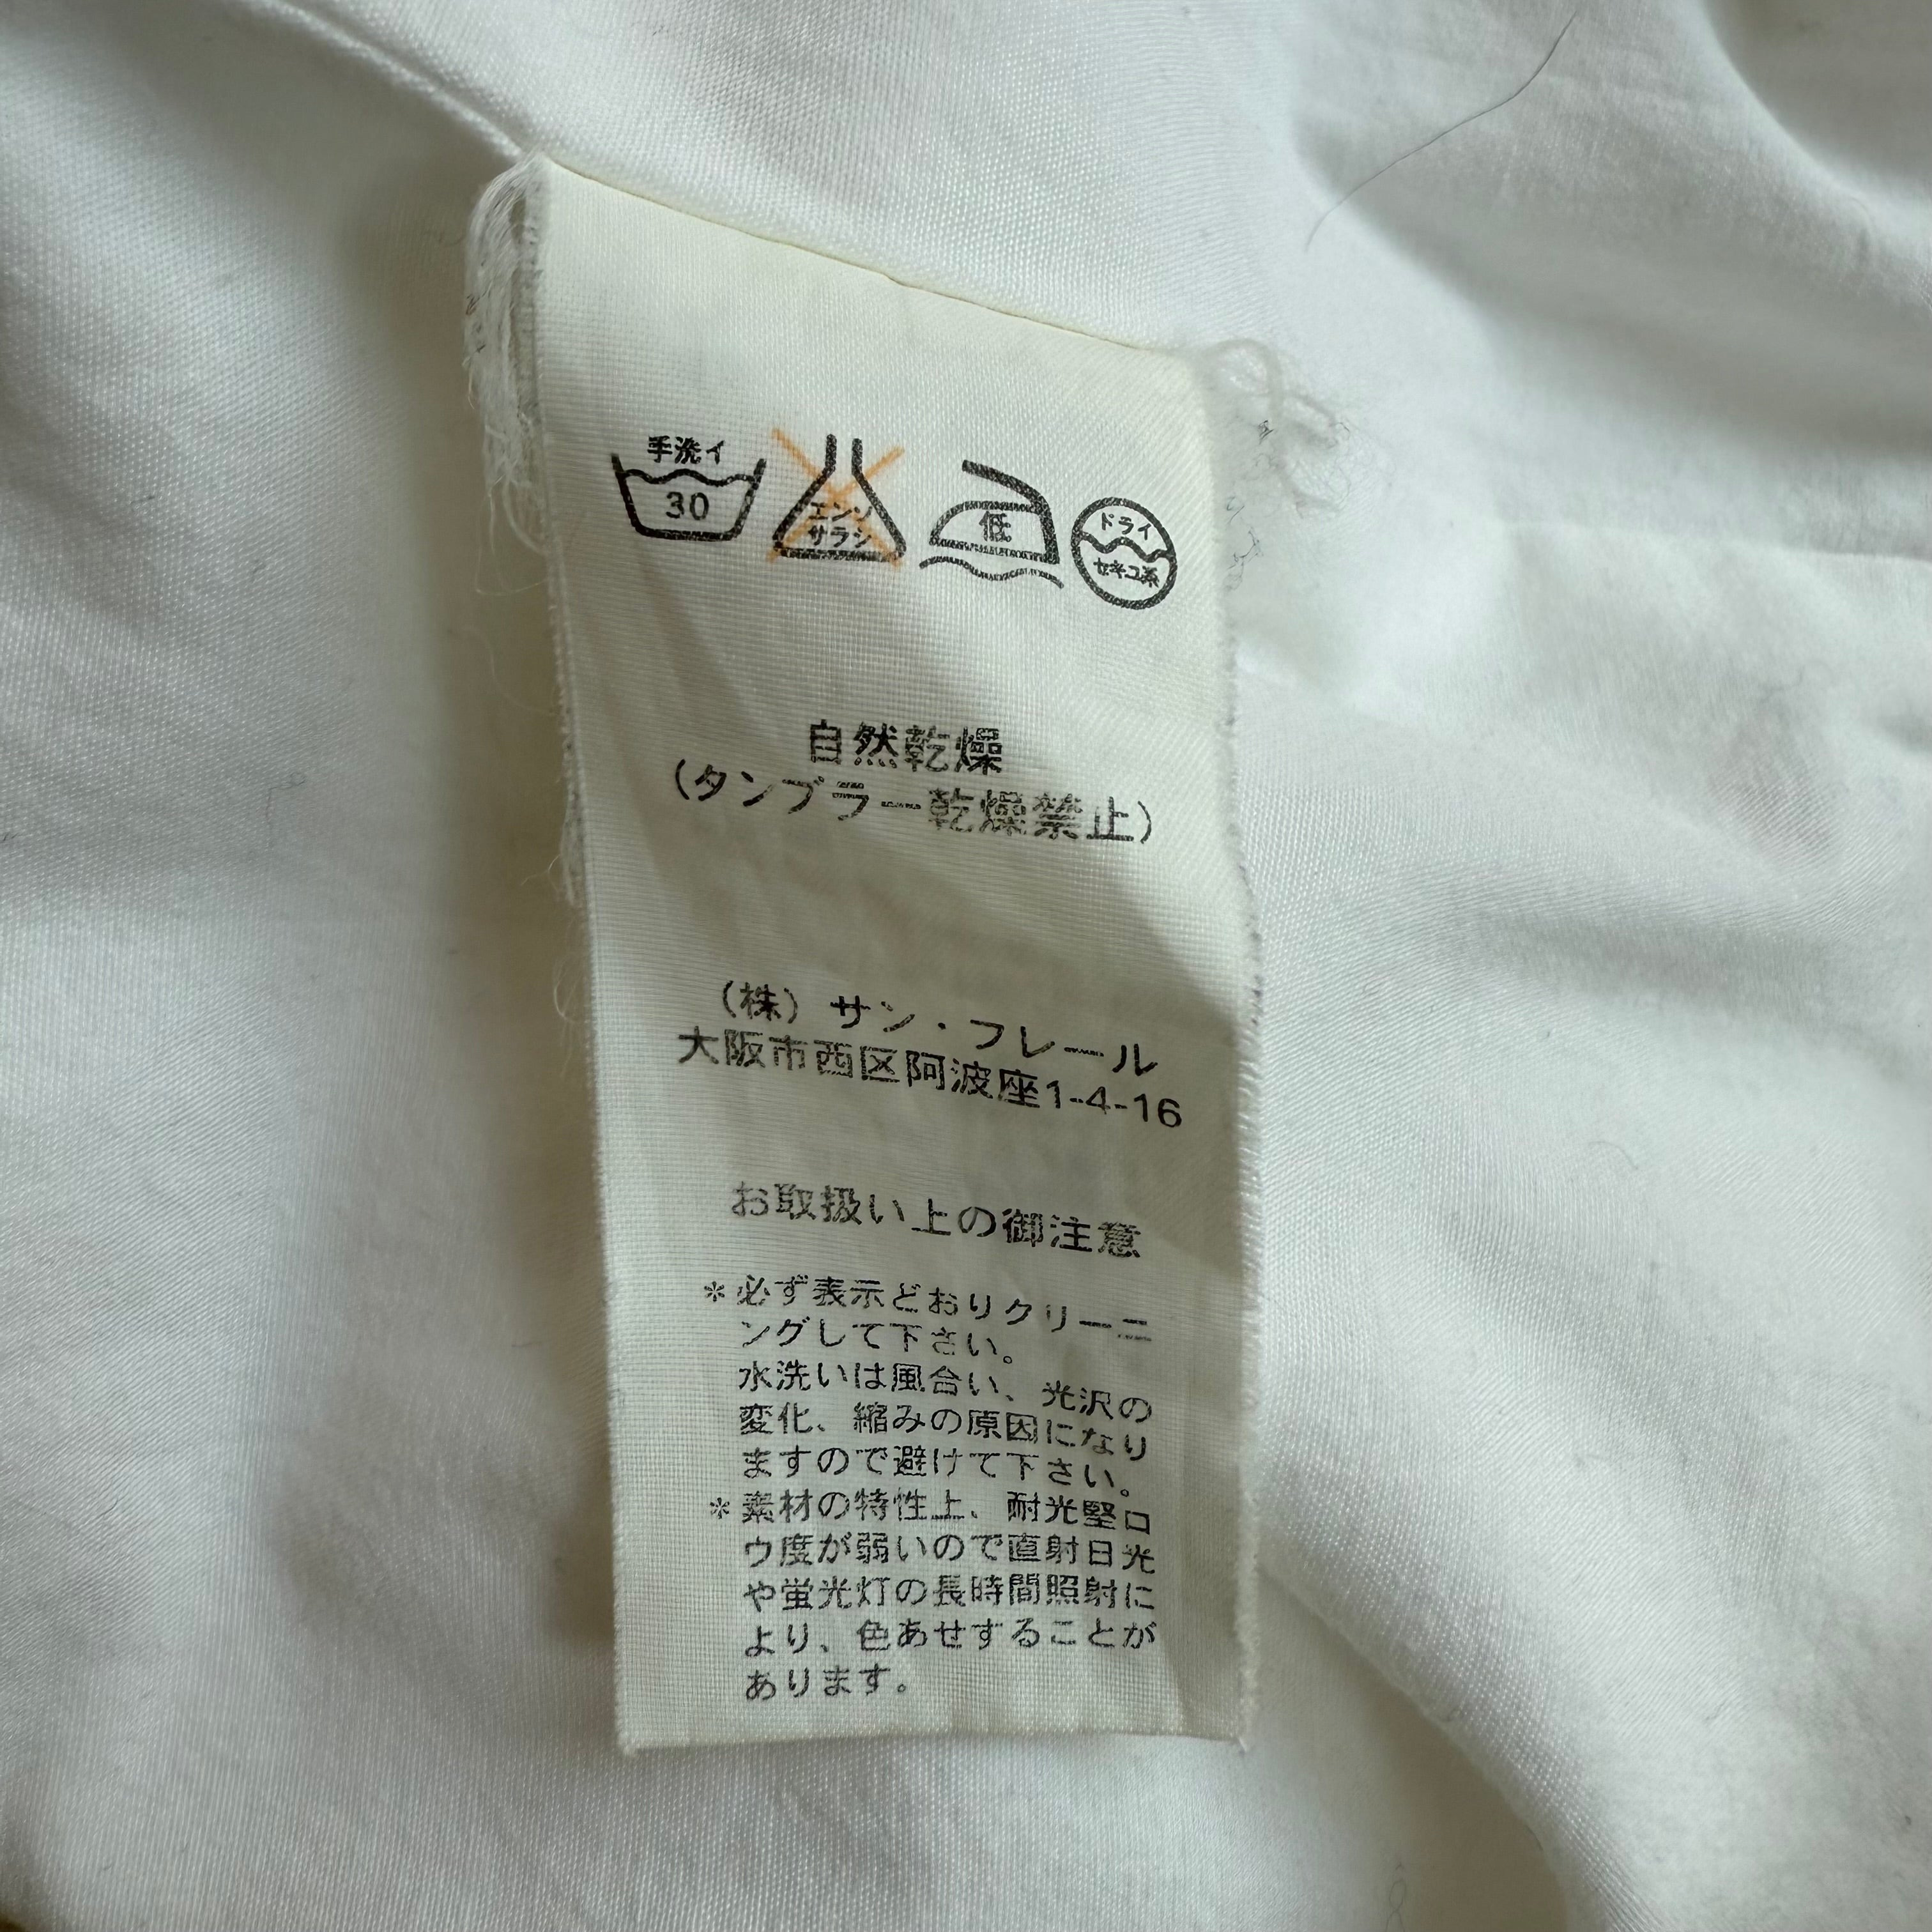 手洗イ
30
エンソ
サラシ
低
ドライ
セキユ系
自然乾燥
(タンブラー乾燥禁止)
(株) サン・フレール
大阪市西区阿波座1-4-16
お取扱い上の御注意
*必ず表示どおりクリーニ
ングして下さい。
水洗いは風合い、光沢の
変化、縮みの原因になり
ますので避けて下さい。
*素材の特性上、耐光堅ロ
ウ度が弱いので直射日光
や蛍光灯の長時間照射に
より、色あせすることが
あります。